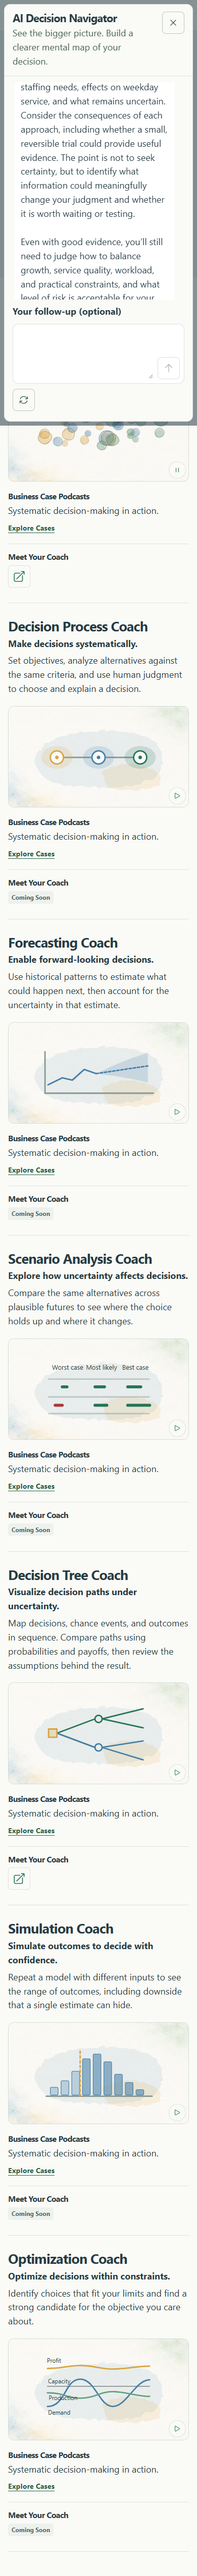 AI Decision Navigator
See the bigger picture. Build a
clearer mental map of your
decision.
staffing needs, effects on weekday
service, and what remains uncertain.
Consider the consequences of each
approach, including whether a small,
reversible trial could provide useful
evidence. The point is not to seek
certainty, but to identify what
information could meaningfully
change your judgment and whether
it is worth waiting or testing.
Even with good evidence, you'll still
need to judge how to balance
growth, service quality, workload,
and practical constraints, and what
level of risk is acceptable for your
Your follow-up (optional)
Business Case Podcasts
Systematic decision-making in action.
Explore Cases
Meet Your Coach
Decision Process Coach
Make decisions systematically.
Set objectives, analyze alternatives against
the same criteria, and use human judgment
to choose and explain a decision.
Business Case Podcasts
Systematic decision-making in action.
Explore Cases
Meet Your Coach
Coming Soon
Forecasting Coach
Enable forward-looking decisions.
Use historical patterns to estimate what
could happen next, then account for the
uncertainty in that estimate.
Business Case Podcasts
Systematic decision-making in action.
Explore Cases
Meet Your Coach
Coming Soon
Scenario Analysis Coach
Explore how uncertainty affects decisions.
Compare the same alternatives across
plausible futures to see where the choice
holds up and where it changes.
Worst case Most likely Best case
Business Case Podcasts
Systematic decision-making in action.
Explore Cases
Meet Your Coach
Coming Soon
Decision Tree Coach
Visualize decision paths under
uncertainty.
Map decisions, chance events, and outcomes
in sequence. Compare paths using
probabilities and payoffs, then review the
assumptions behind the result.
Business Case Podcasts
Systematic decision-making in action.
Explore Cases
Meet Your Coach
Simulation Coach
Simulate outcomes to decide with
confidence.
Repeat a model with different inputs to see
the range of outcomes, including downside
that a single estimate can hide.
Business Case Podcasts
Systematic decision-making in action.
Explore Cases
Meet Your Coach
Coming Soon
Optimization Coach
Optimize decisions within constraints.
Identify choices that fit your limits and find a
strong candidate for the objective you care
about.
Profit
Capacity
Production
Demand
Business Case Podcasts
Systematic decision-making in action.
Explore Cases
Meet Your Coach
Coming Soon